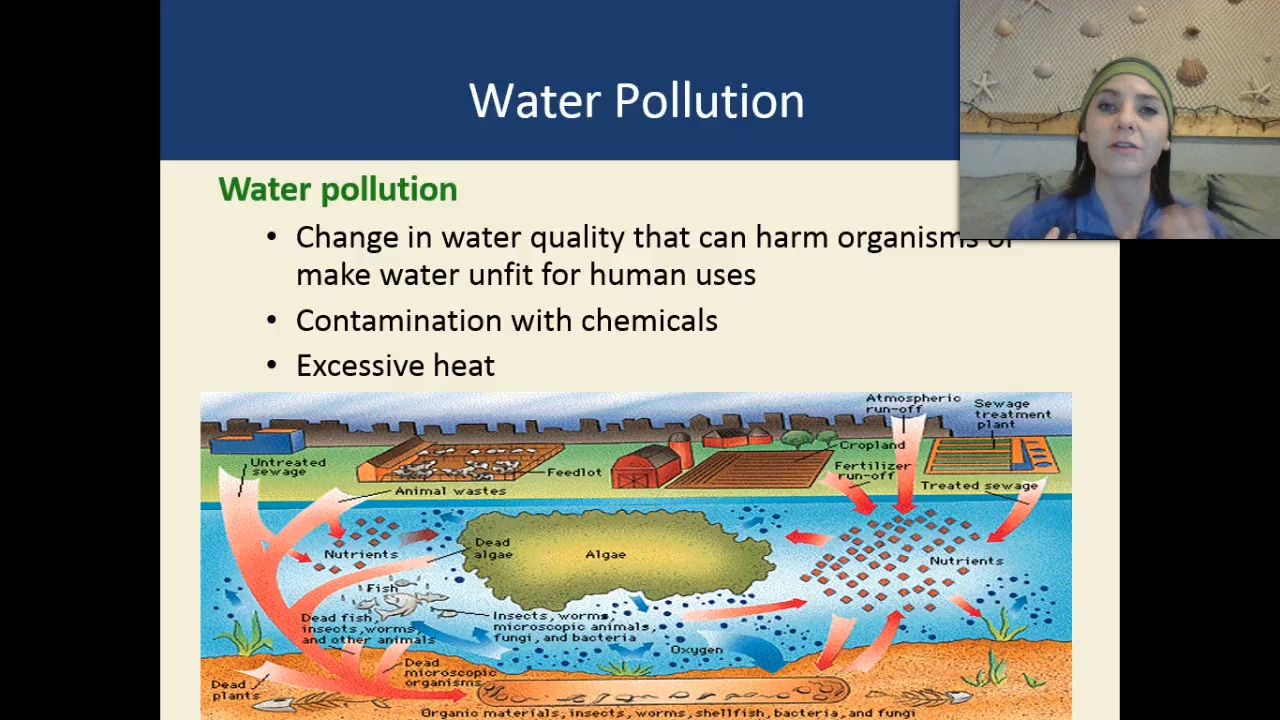 Water Pollution
Water pollution
• Change in water quality that can harm organisms or
make water unfit for human uses
• Contamination with chemicals
• Excessive heat
Atmospheric
run-off
Sewage
treatment
plant
Cropland
Untreated
sewage
Feedlot
Fertilizer
run-off
Animal wastes
Treated sewage
Dead
algae
Algae
Nutrients
Nutrients
Fish
Dead fish,
insects, worms,
and other animals
Insects, worms,
microscopic animals,
fungi, and bacteria
Oxygen
Dead
microscopic
organisms
Dead
plants
Organic materials, insects, worms, shellfish, bacteria, and fungi